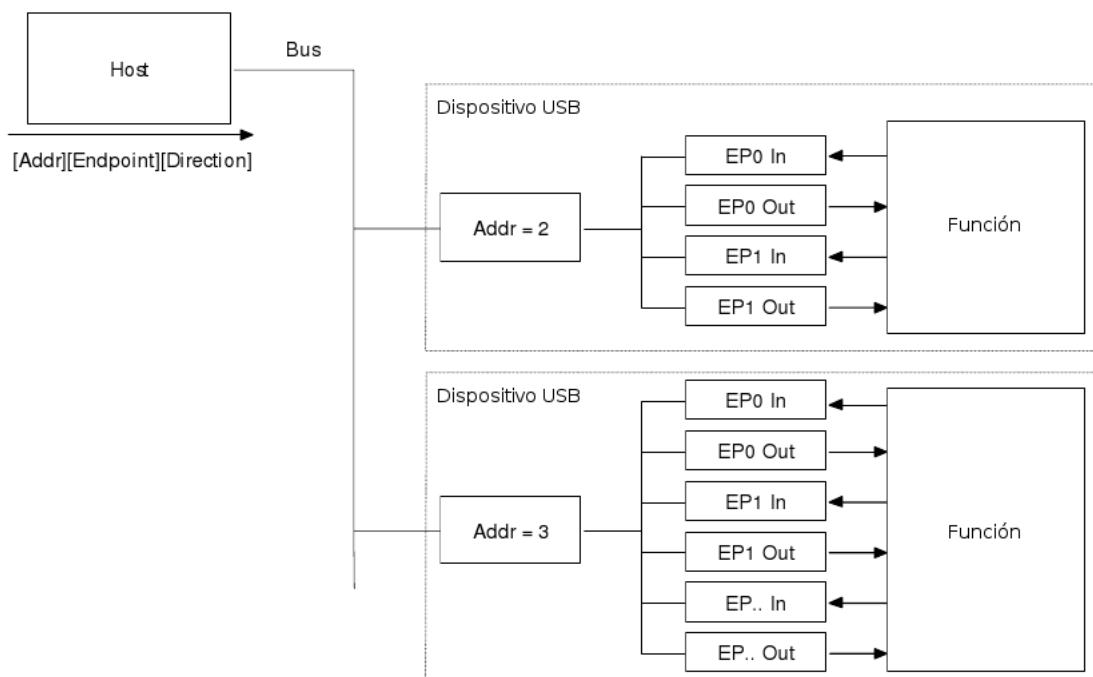 Host
Bus
[Addr][Endpoint][Direction]
Dispositivo USB
Addr = 2
EP0 In
EP0 Out
EP1 In
EP1 Out
Función
Dispositivo USB
Addr = 3
EP0 In
EP0 Out
EP1 In
EP1 Out
EP.. In
EP.. Out
Función